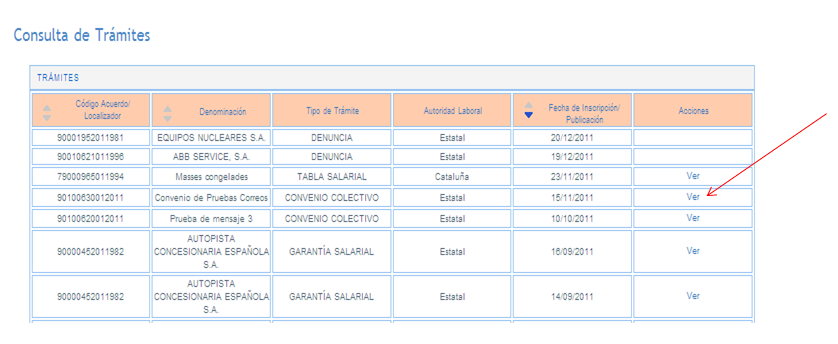 Consulta de Trámites
TRÁMITES
Código Acuerdo/
Localizador
Denominación
Tipo de Trámite
Autoridad Laboral
Fecha de Inscripción/
Publicación
Acciones
90001952011981 EQUIPOS NUCLEARES S.A. DENUNCIA Estatal 20/12/2011
90010621011996 ABB SERVICE, S.A. DENUNCIA Estatal 19/12/2011
79000965011994 Masses congelades TABLA SALARIAL Cataluña 23/11/2011 Ver
90100630012011 Convenio de Pruebas Correos CONVENIO COLECTIVO Estatal 15/11/2011 Ver
90100620012011 Prueba de mensaje 3 CONVENIO COLECTIVO Estatal 10/10/2011 Ver
AUTOPISTA
90000452011982 CONCESIONARIA ESPAÑOLA GARANTÍA SALARIAL Estatal 16/09/2011 Ver
S.A.
AUTOPISTA
90000452011982 CONCESIONARIA ESPAÑOLA GARANTÍA SALARIAL Estatal 14/09/2011 Ver
S.A.